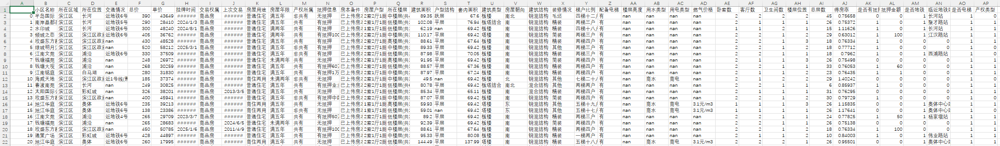 A B C D E F G H I J K L M N O P Q R S T U V W X Y Z AA AB AC AD AE AF AG AH AI AJ AK AL AM AN AO AP
1 小区名称 所在区域 所在位置 交通情况 总价 单价 挂牌时间 交易权属 上次交易 房屋用途 房屋年限 产权所属 抵押信息 房本备件 房屋户型 所在楼层 建筑面积 户型结构 套内面积 建筑类型 房屋朝向 建筑结构 装修情况 梯户比例 配备电梯 楼层高度 用水类型 用电类型 燃气价格 卧室数 客厅数 卫生间数 楼层位置 总层数 得房率 是否有抵 抵押金额 是否地铁 临近地铁 是否电梯 产权类型
2 0 半岛国际 滨江区 长河 近地铁6号 390 43649 ###### 商品房 ###### 普通住宅 满五年 非共有 无抵押 已上传房 2室2厅2厨 中楼层(共 89.35 跃层 67.6 板楼 南北 钢混结构 毛坯 四梯十二户 有 nan nan nan nan 2 2 2 2 45 0.75658 0 0 1 长河站 1 0
3 1 南岸晶都 滨江区 长河 近地铁5号 290 28410 2024/1/3 商品房 ###### 普通住宅 满五年 共有 无抵押 已上传房 2室1厅1厨 低楼层(共 102.08 平层 76.94 板塔结合 南 钢混结构 精装 两梯三户 有 nan nan nan nan 2 1 1 1 26 0.75372 1 0 1 聚才路站 1 1
4 2 水印城 滨江区 长河 近地铁6号 300 48240 2024/8/1 商品房 ###### 普通住宅 满两年 共有 有抵押 已上传房 1室1厅1厨 低楼层(共 62.19 nan 69.42 板楼 南 钢混结构 精装 四梯十八户 有 nan nan nan nan 1 1 2 1 15 1.11626 1 0 1 长河站 1 1
5 3 倾城之恋 滨江区 滨江区政府 近地铁6号 405 36762 ###### 商品房 ###### 普通住宅 满两年 共有 有抵押100 已上传房 2室2厅1厨 中楼层(共 110.17 平层 69.42 塔楼 南 钢混结构 简装 两梯三户 有 nan nan nan nan 2 2 1 2 29 0.63012 1 100 1 江汉路站 1 1
6 4 欣盛东方郡 滨江区 滨江区政府 nan 430 48528 ###### 商品房 ###### 普通住宅 满五年 共有 有抵押 已上传房 2室2厅1厨 高楼层(共 88.61 平层 67.64 板楼 南 钢混结构 精装 两梯四户 有 nan nan nan nan 2 2 1 3 18 0.76334 1 0 0 0 1 1
7 5 绿城明月江 滨江区 滨江区政府 nan 520 58212 2025/3/1 商品房 ###### 普通住宅 满五年 非共有 有抵押 已上传房 2室2厅1厨 中楼层(共 89.33 平层 69.42 板楼 南 钢混结构 其他 两梯三户 有 nan nan nan nan 2 2 1 2 18 0.77712 1 0 0 0 1 0
8 6 江南文苑 滨江区 浦沿 近地铁6号 330 37509 ###### 商品房 ###### 普通住宅 满五年 非共有 有抵押 已上传房 2室2厅1厨 低楼层(共 87.98 平层 70.05 板楼 南 钢混结构 精装 两梯三户 有 nan nan nan nan 2 2 1 1 18 0.7962 1 0 1 西浦路站 1 0
9 7 钱塘福苑 滨江区 浦沿 nan 248 26972 ###### 商品房 ###### 普通住宅 未满两年 共有 无抵押 已上传房 2室1厅1厨 高楼层(共 91.95 平层 69.42 板楼 南 钢混结构 简装 两梯四户 有 nan nan nan nan 2 1 1 3 26 0.75498 0 0 0 0 1 1
10 8 钱塘大观 滨江区 浦沿 nan 268 30259 ###### 商品房 ###### 普通住宅 满五年 共有 有抵押60万 已上传房 2室1厅1厨 低楼层(共 88.57 平层 67.36 板楼 南 钢混结构 精装 两梯四户 有 nan nan nan nan 2 1 1 1 33 0.76053 1 60 0 0 1 1
11 9 江南铭庭 滨江区 白马湖 nan 280 31830 ###### 商品房 ###### 普通住宅 满五年 共有 有抵押1万 已上传房 2室1厅1厨 中楼层(共 87.97 平层 67.24 板楼 南 钢混结构 精装 两梯四户 有 nan nan nan nan 2 1 1 2 23 0.76435 1 1 0 0 1 1
12 10 海威天地 滨江区 滨江区政府 近1号线( 185 37374 ###### 商品房 ###### 商住两用 未满两年 非共有 无抵押 已上传房 2室1厅2厨 中楼层(共 49.5 nan 69.42 板楼 北 钢混结构 其他 七梯二十八 有 nan 商水 商电 nan 2 1 2 2 29 1.40242 0 0 0 0 1 0
13 11 春波南苑 滨江区 长河 nan 249 30825 ###### 商品房 ###### 普通住宅 满五年 共有 有抵押业主 已上传房 2室2厅1厨 低楼层(共 80.78 平层 69.42 板塔结合 南北 混合结构 其他 两梯两户 有 nan nan nan nan 2 2 1 1 6 0.85937 1 0 0 0 1 1
14 12 太阳国际公 滨江区 彩虹城 nan 326 38201 ###### 商品房 2013/3/5 普通住宅 满五年 共有 有抵押 已上传房 2室1厅1厨 低楼层(共 85.34 平层 65.11 板楼 南 混合结构 精装 两梯四户 有 nan nan nan nan 2 1 1 1 31 0.76295 1 0 0 0 1 1
15 13 欣盛东方郡 滨江区 滨江区政府 nan 400 45941 ###### 商品房 ###### 普通住宅 满五年 非共有 有抵押中国 已上传房 2室2厅1厨 中楼层(共 87.07 平层 69.42 板楼 南 钢混结构 简装 两梯四户 有 nan nan nan nan 2 2 1 2 30 0.79729 1 0 0 0 1 0
16 14 旭江华庭 滨江区 奥体 近地铁6号 235 39213 ###### 商品房 ###### 商住两用 满五年 共有 无抵押 已上传房 1室1厅1厨 高楼层(共 59.93 平层 69.42 塔楼 东 钢混结构 其他 五梯十九户 有 nan 商水 商电 3.1元/m3 1 1 1 3 26 1.15835 0 0 1 奥体中心站 1 1
17 15 旭江华庭 滨江区 奥体 近地铁6号 138 23386 ###### 商品房 ###### 商住两用 满五年 非共有 无抵押 已上传房 1室1厅1厨 低楼层(共 59.01 nan 69.42 塔楼 东 钢混结构 其他 五梯十七户 有 nan 商水 商电 3.1元/m3 1 1 1 1 26 1.17641 0 0 1 奥体中心站 1 0
18 16 江南文苑 滨江区 浦沿 近地铁4号 265 29709 2023/3/7 商品房 ###### 普通住宅 满五年 共有 有抵押50万 已上传房 2室1厅1厨 低楼层(共 89.2 平层 69.42 板楼 南 钢混结构 精装 两梯三户 有 nan nan nan nan 2 1 1 1 24 0.77825 1 50 1 杨家墩站 1 1
19 17 钱塘福苑 滨江区 浦沿 nan 265 28683 ###### 商品房 2024/6/5 普通住宅 未满两年 共有 无抵押 已上传房 2室2厅1厨 低楼层(共 92.39 平层 69.42 板楼 南 钢混结构 简装 两梯四户 有 nan nan nan nan 2 2 1 1 26 0.75138 0 0 0 0 1 1
20 18 欣盛东方郡 滨江区 滨江区政府 nan 450 50785 2025/1/6 商品房 2011/4/9 普通住宅 满五年 共有 有抵押100 已上传房 2室2厅1厨 低楼层(共 88.61 平层 67.64 板楼 南 钢混结构 精装 两梯四户 有 nan nan nan nan 2 2 1 1 18 0.76334 1 100 0 0 1 1
21 19 通策广场 滨江区 彩虹城 近地铁6号 428 44897 ###### 商品房 ###### 普通住宅 满五年 共有 有抵押 已上传房 2室1厅1厨 中楼层(共 95.33 平层 80.08 板楼 南 钢混结构 精装 一梯两户 有 nan nan nan nan 2 1 1 2 10 0.84003 1 0 1 伟业路站 1 1
22 20 旭江华庭 滨江区 奥体 近地铁6号 260 17995 ###### 商品房 ###### 商住两用 满五年 共有 无抵押 已上传房 2室2厅2厨 低楼层(共 144.49 平层 137.99 塔楼 南 钢混结构 精装 五梯十八户 有 nan 商水 商电 3.1元/m3 2 2 2 1 26 0.95501 0 0 1 奥体中心站 1 1